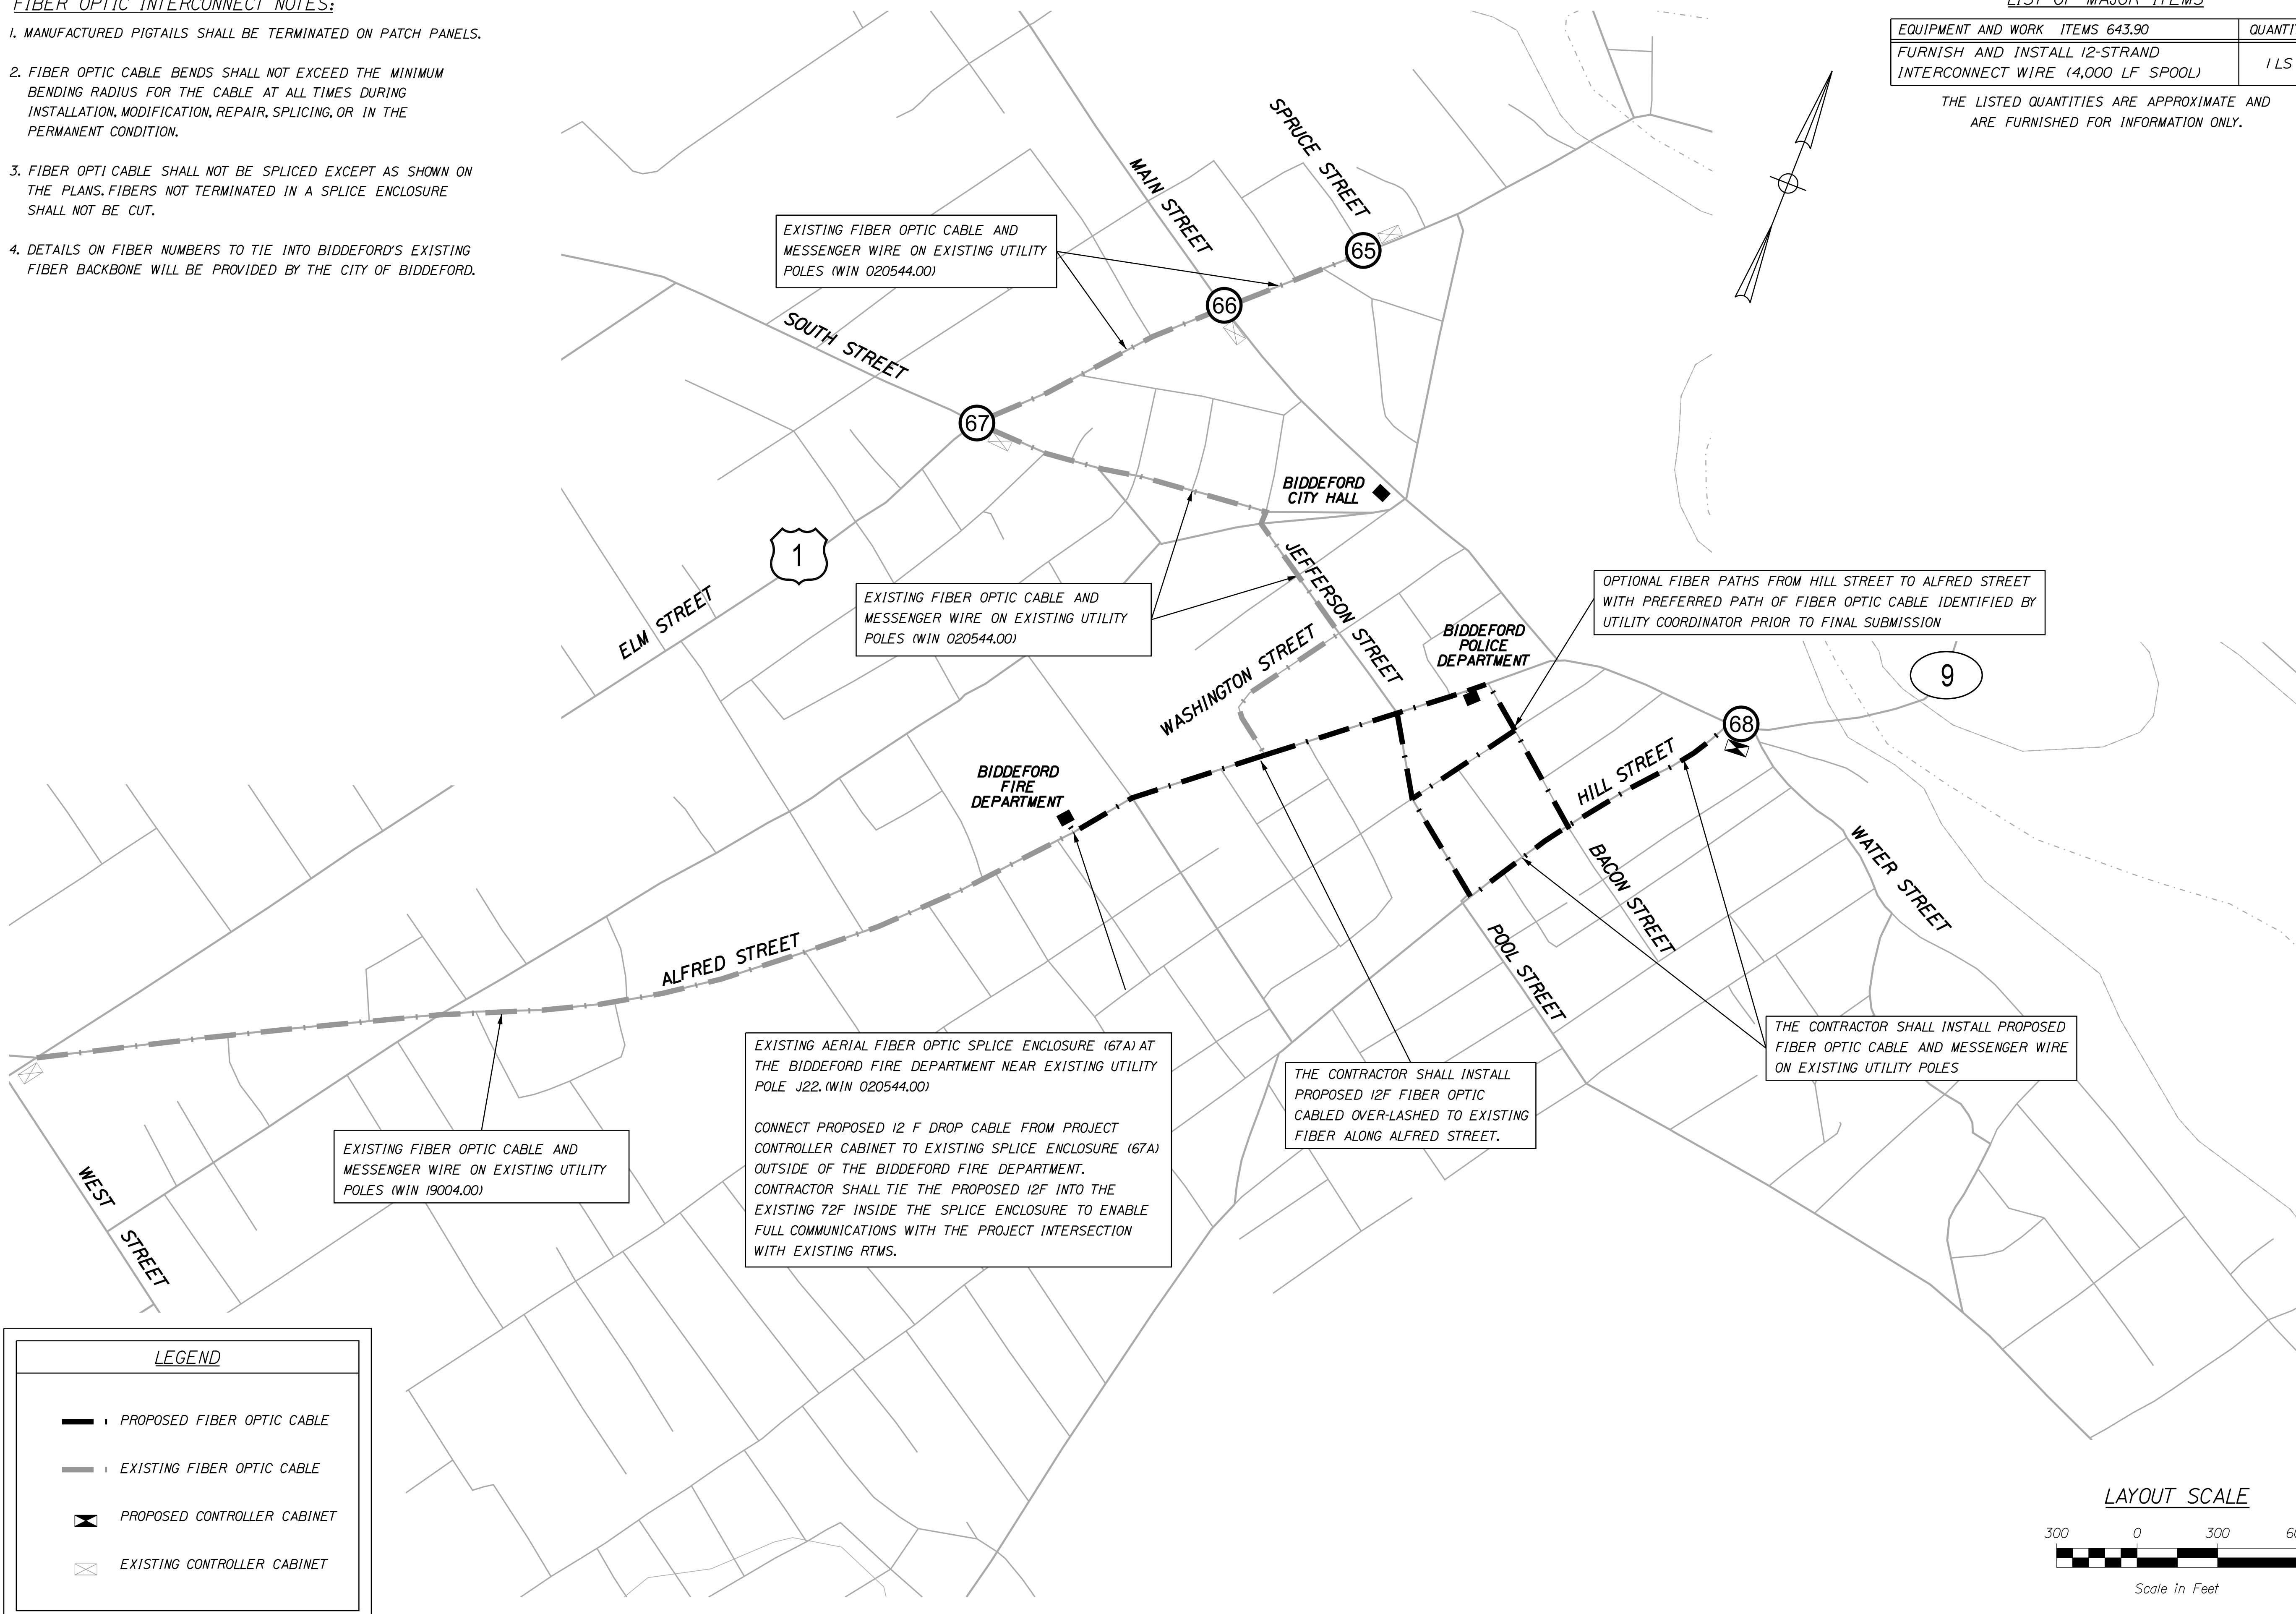 FIBER OPTIC INTERCONNECT NOTES:
1. MANUFACTURED PIGTAILS SHALL BE TERMINATED ON PATCH PANELS.
2. FIBER OPTIC CABLE BENDS SHALL NOT EXCEED THE MINIMUM
BENDING RADIUS FOR THE CABLE AT ALL TIMES DURING
INSTALLATION, MODIFICATION, REPAIR, SPLICING, OR IN THE
PERMANENT CONDITION.
3. FIBER OPTI CABLE SHALL NOT BE SPLICED EXCEPT AS SHOWN ON
THE PLANS. FIBERS NOT TERMINATED IN A SPLICE ENCLOSURE
SHALL NOT BE CUT.
4. DETAILS ON FIBER NUMBERS TO TIE INTO BIDDEFORD'S EXISTING
FIBER BACKBONE WILL BE PROVIDED BY THE CITY OF BIDDEFORD.
LIST OF MAJOR ITEMS
EQUIPMENT AND WORK ITEMS 643.90 QUANTIT
FURNISH AND INSTALL 12-STRAND
INTERCONNECT WIRE (4,000 LF SPOOL) 1 LS
THE LISTED QUANTITIES ARE APPROXIMATE AND
ARE FURNISHED FOR INFORMATION ONLY.
SPRUCE STREET
MAIN STREET
EXISTING FIBER OPTIC CABLE AND
MESSENGER WIRE ON EXISTING UTILITY
POLES (WIN 020544.00)
65
66
SOUTH STREET
67
BIDDEFORD
CITY HALL
1
JEFFERSON STREET
EXISTING FIBER OPTIC CABLE AND
MESSENGER WIRE ON EXISTING UTILITY
POLES (WIN 020544.00)
ELM STREET
OPTIONAL FIBER PATHS FROM HILL STREET TO ALFRED STREET
WITH PREFERRED PATH OF FIBER OPTIC CABLE IDENTIFIED BY
UTILITY COORDINATOR PRIOR TO FINAL SUBMISSION
WASHINGTON STREET
BIDDEFORD
POLICE
DEPARTMENT
9
68
BIDDEFORD
FIRE
DEPARTMENT
HILL STREET
WATER STREET
BACON STREET
POOL STREET
ALFRED STREET
EXISTING AERIAL FIBER OPTIC SPLICE ENCLOSURE (67A) AT
THE BIDDEFORD FIRE DEPARTMENT NEAR EXISTING UTILITY
POLE J22. (WIN 020544.00)
CONNECT PROPOSED 12 F DROP CABLE FROM PROJECT
CONTROLLER CABINET TO EXISTING SPLICE ENCLOSURE (67A)
OUTSIDE OF THE BIDDEFORD FIRE DEPARTMENT.
CONTRACTOR SHALL TIE THE PROPOSED 12F INTO THE
EXISTING 72F INSIDE THE SPLICE ENCLOSURE TO ENABLE
FULL COMMUNICATIONS WITH THE PROJECT INTERSECTION
WITH EXISTING RTMS.
THE CONTRACTOR SHALL INSTALL
PROPOSED 12F FIBER OPTIC
CABLED OVER-LASHED TO EXISTING
FIBER ALONG ALFRED STREET.
THE CONTRACTOR SHALL INSTALL PROPOSED
FIBER OPTIC CABLE AND MESSENGER WIRE
ON EXISTING UTILITY POLES
EXISTING FIBER OPTIC CABLE AND
MESSENGER WIRE ON EXISTING UTILITY
POLES (WIN 19004.00)
WEST STREET
LEGEND
PROPOSED FIBER OPTIC CABLE
EXISTING FIBER OPTIC CABLE
PROPOSED CONTROLLER CABINET
EXISTING CONTROLLER CABINET
LAYOUT SCALE
300 0 300 60
Scale in Feet